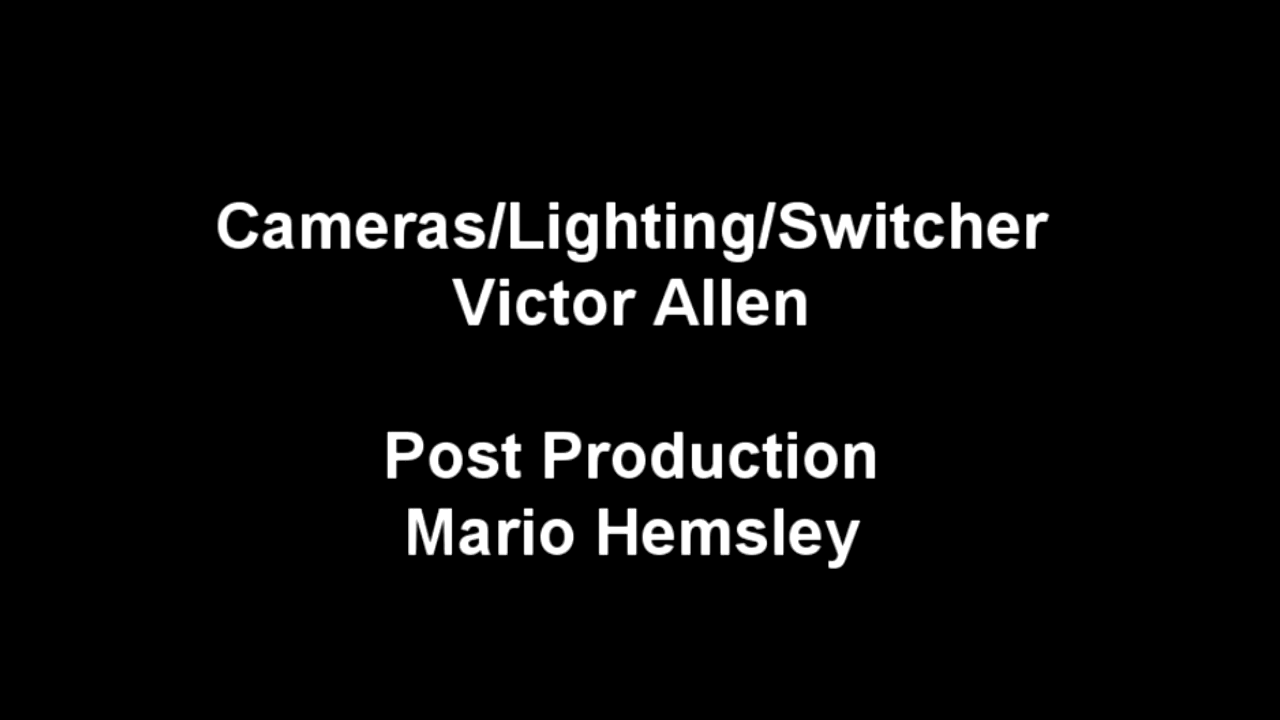 Cameras/Lighting/Switcher
Victor Allen
Post Production
Mario Hemsley